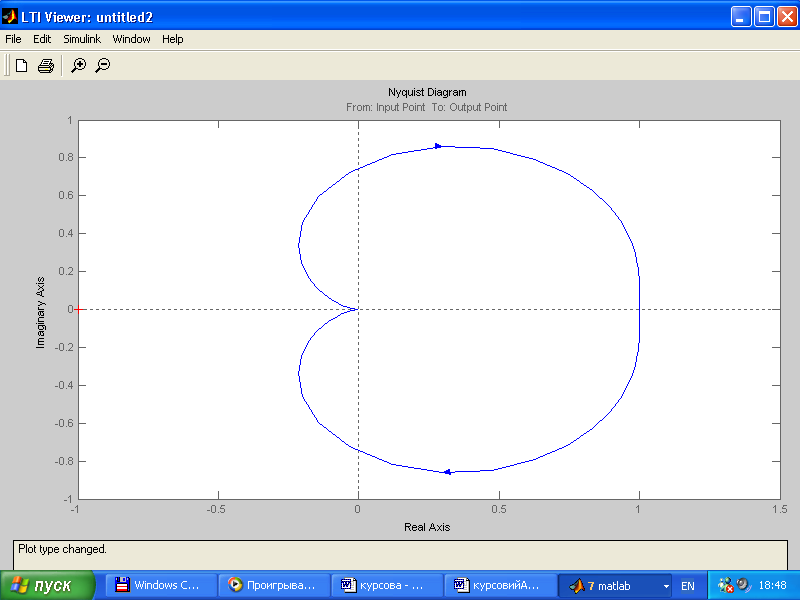 LTI Viewer: untitled2
File Edit Simulink Window Help
Nyquist Diagram
From: Input Point To: Output Point
Imaginary Axis
1
0.8
0.6
0.4
0.2
0
-0.2
-0.4
-0.6
-0.8
-1
-1 -0.5 0 0.5 1 1.5
Real Axis
Plot type changed.
пуск Windows C... Проигрыва... курсова - ... курсовийА... 7 matlab EN 18:48